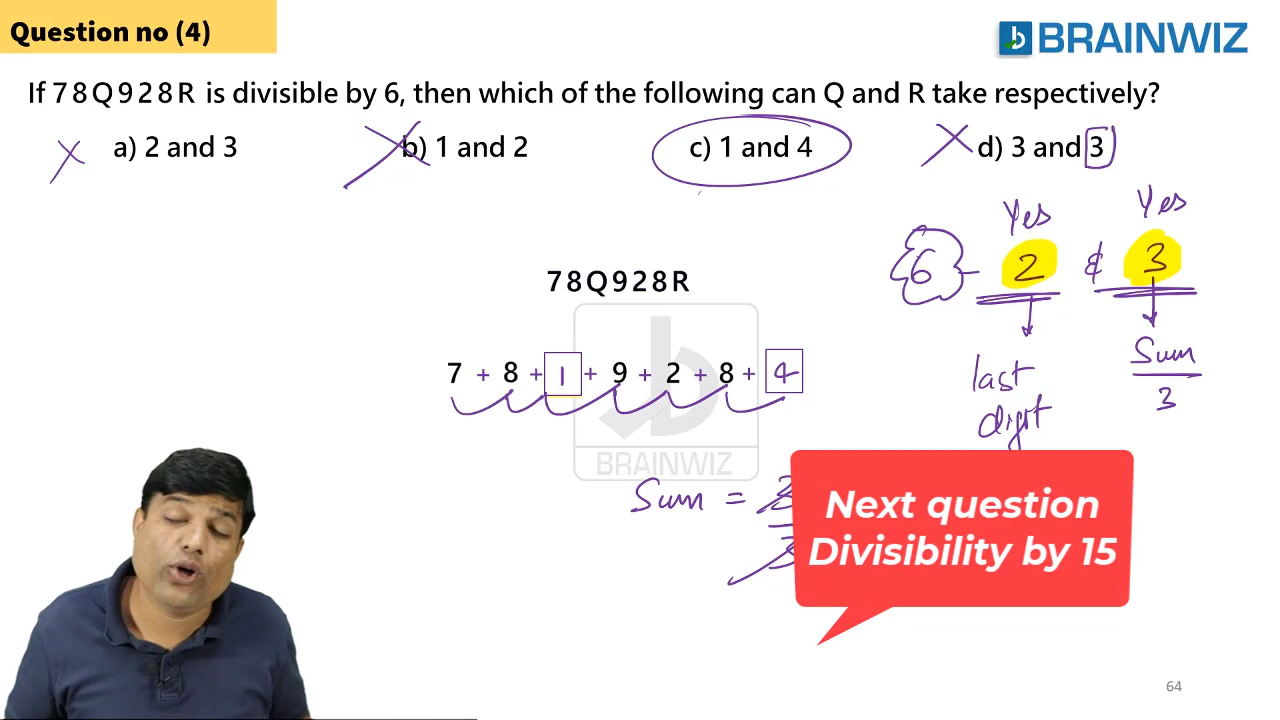 Question no (4)
BRAINWIZ
If 78Q928R is divisible by 6, then which of the following can Q and R take respectively?
a) 2 and 3
b) 1 and 2
c) 1 and 4
d) 3 and 3
Yes Yes
6 - 2 & 3
78Q928R
7 + 8 + 1 + 9 + 2 + 8 + 4
last
digit
Sum
3
BRAINWIZ
Sum =
Next question
Divisibility by 15
64